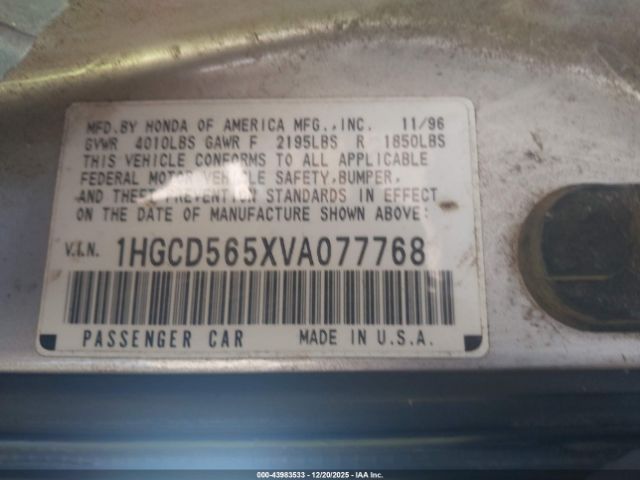 MFD.BY HONDA OF AMERICA MFG.,INC. 11/96
GVWR 4010LBS GAWR F 2195LBS R 1850LBS
THIS VEHICLE CONFORMS TO ALL APPLICABLE
FEDERAL MOTOR VEHICLE SAFETY,BUMPER,
AND THEFT PREVENTION STANDARDS IN EFFECT
ON THE DATE OF MANUFACTURE SHOWN ABOVE:
V.I.N. 1HGCD565XVA077768
PASSENGER CAR MADE IN U.S.A.
000-43983533 - 12/20/2025 - IAA Inc.